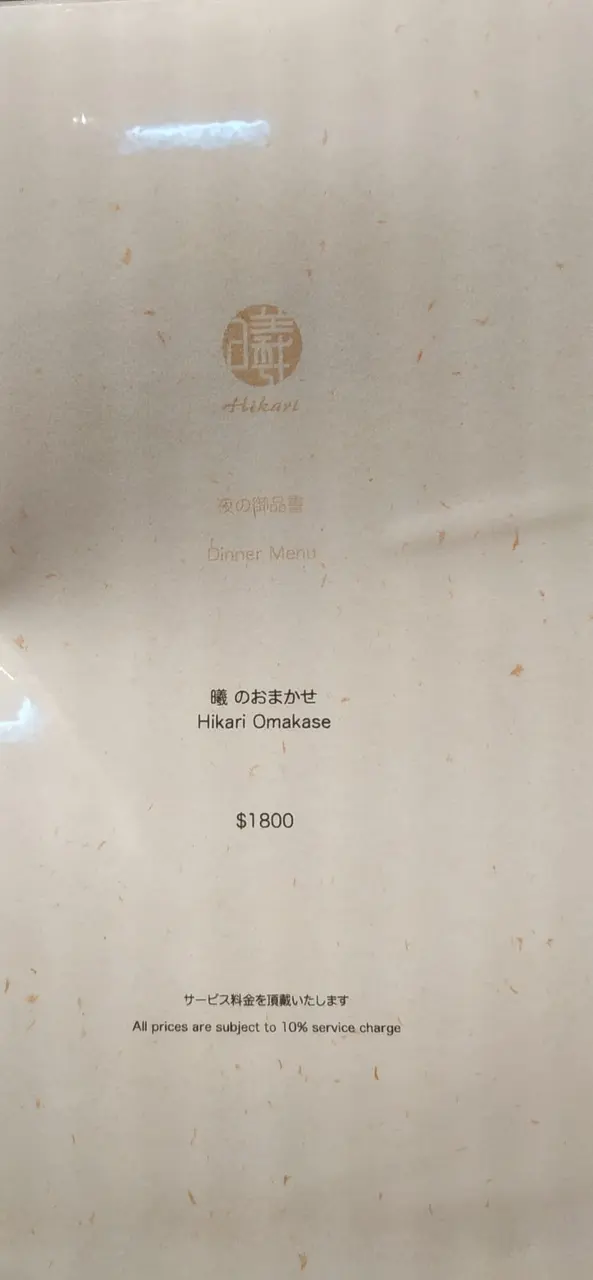 曦
Hikari
夜の御品書
Dinner Menu
曦 のおまかせ
Hikari Omakase
$1800
サービス料金を頂戴いたします
All prices are subject to 10% service charge